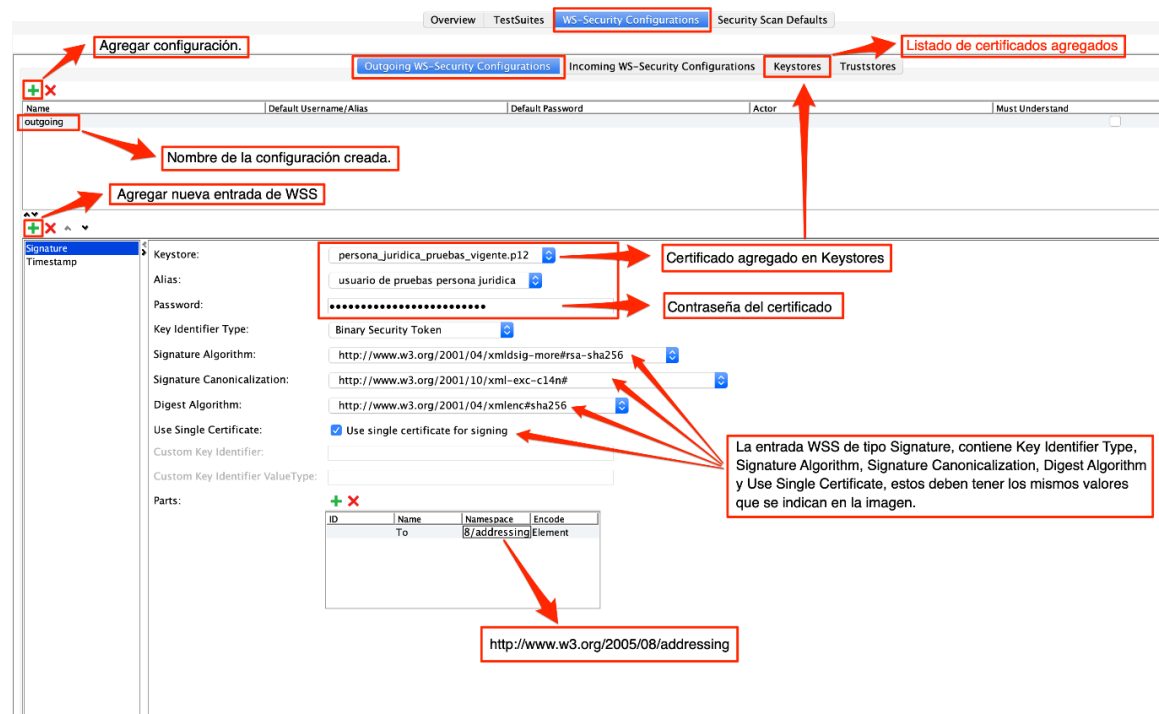 Overview TestSuites WS-Security Configurations Security Scan Defaults
Agregar configuración.
Listado de certificados agregados
Outgoing WS-Security Configurations Incoming WS-Security Configurations Keystores Truststores
Name Default Username/Alias Default Password Actor Must Understand
outgoing
Nombre de la configuración creada.
Agregar nueva entrada de WSS
Signature
Timestamp
Keystore: persona_juridica_pruebas_vigente.p12
Certificado agregado en Keystores
Alias: usuario de pruebas persona juridica
Password: •••••••••••••••••••••••••
Contraseña del certificado
Key Identifier Type: Binary Security Token
Signature Algorithm: http://www.w3.org/2001/04/xmldsig-more#rsa-sha256
Signature Canonicalization: http://www.w3.org/2001/10/xml-exc-c14n#
Digest Algorithm: http://www.w3.org/2001/04/xmlenc#sha256
Use Single Certificate: Use single certificate for signing
Custom Key Identifier:
Custom Key Identifier ValueType:
La entrada WSS de tipo Signature, contiene Key Identifier Type,
Signature Algorithm, Signature Canonicalization, Digest Algorithm
y Use Single Certificate, estos deben tener los mismos valores
que se indican en la imagen.
Parts:
ID Name Namespace Encode
To 8/addressing Element
http://www.w3.org/2005/08/addressing